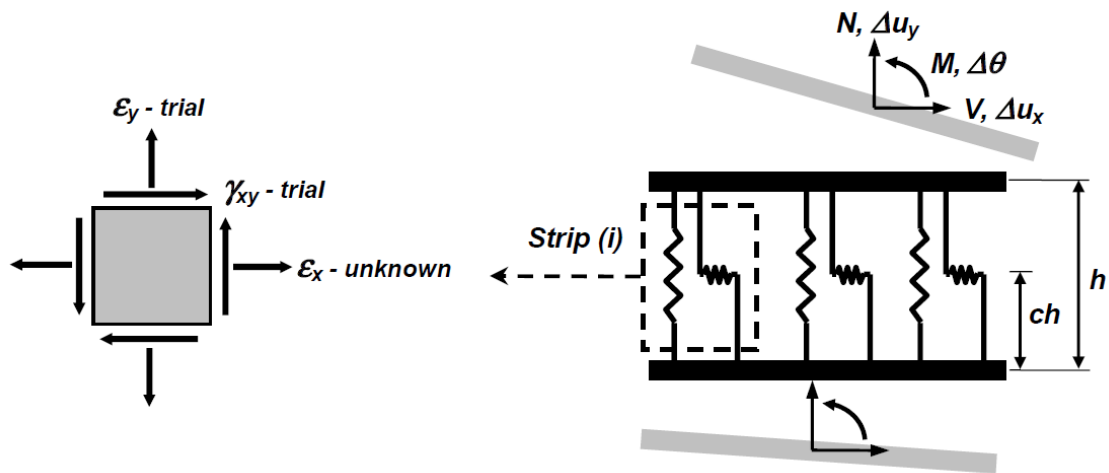 εy - trial
γxy - trial
εx - unknown
Strip (i)
N, Δuy
M, Δθ
V, Δux
h
ch